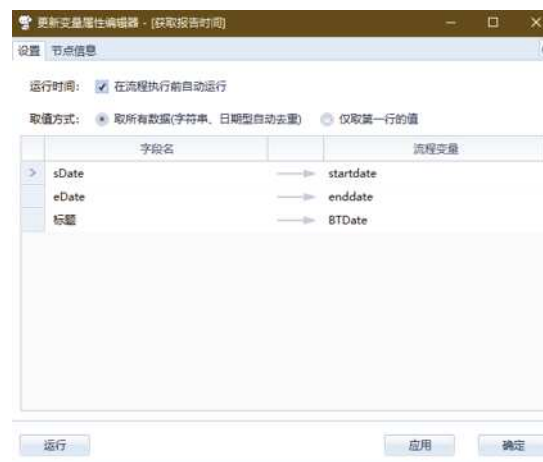 更新变量属性编辑器 - [获取报告时间]
设置 节点信息
运行时间: 在流程执行前自动运行
取值方式: 取所有数据(字符串、日期型自动去重) 仅取第一行的值
字段名 流程变量
sDate startdate
eDate enddate
标题 BTDate
运行 应用 确定